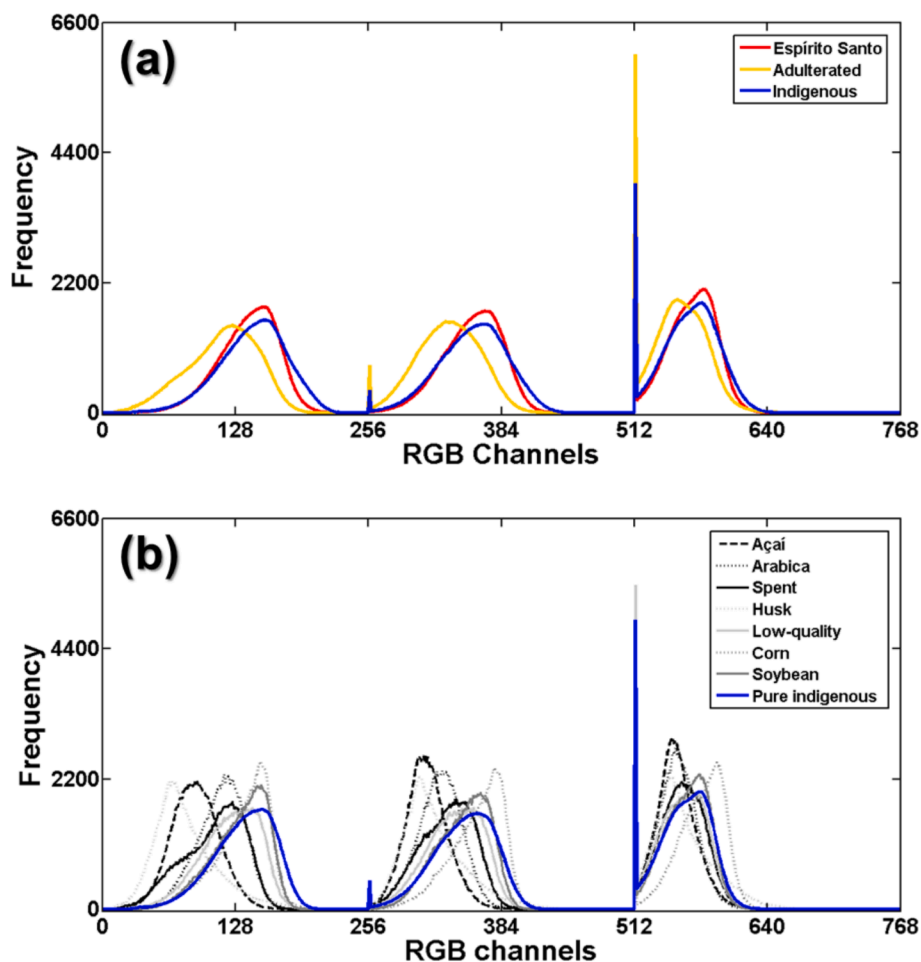 6600
(a)
Espírito Santo
Adulterated
Indigenous
4400
Frequency
2200
0
0 128 256 384 512 640 768
RGB Channels
6600
(b)
Açaí
Arabica
Spent
Husk
Low-quality
Corn
Soybean
Pure indigenous
4400
Frequency
2200
0
0 128 256 384 512 640 768
RGB channels